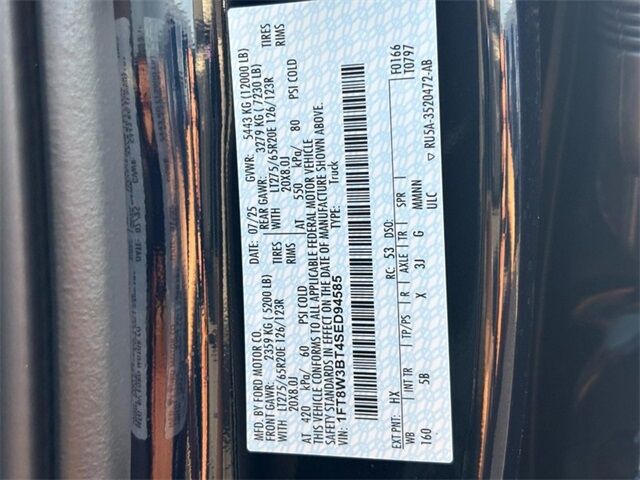 MFD. BY FORD MOTOR CO. DATE: 07/25 GVWR: 5443 KG (12000 LB)
FRONT GAWR: 2359 KG ( 5200 LB) REAR GAWR: 3279 KG ( 7230 LB)
WITH TIRES WITH TIRES
LT275/65R20E 126/123R RIMS LT275/65R20E 126/123R RIMS
20X8.0J 20X8.0J
AT 420 kPa/ 60 PSI COLD AT 550 kPa/ 80 PSI COLD
THIS VEHICLE CONFORMS TO ALL APPLICABLE FEDERAL MOTOR VEHICLE
SAFETY STANDARDS IN EFFECT ON THE DATE OF MANUFACTURE SHOWN ABOVE.
VIN: 1FT8W3BT4SED94585 TYPE: Truck
F0166
T0797
EXT PNT: HX RC: 53 DSO:
WB INT TR TP/PS R AXLE TR SPR
160 5B X 3J G MMMNN
ULC
▽ RU5A-3520472-AB